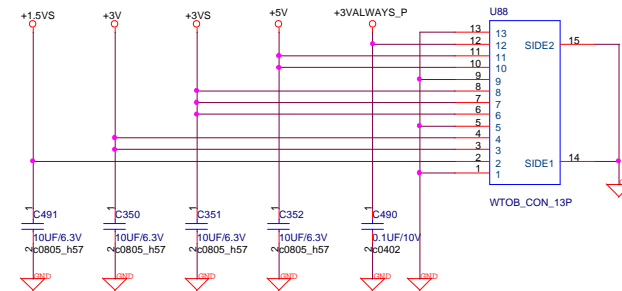 +1.5VS +3V +3VS +5V +3VALWAYS_P U88
13 13
12 12 SIDE2 15
11 11
10 10
9 9
8 8
7 7
6 6
5 5
4 4
3 3
2 2 SIDE1 14
1 1
WTOB_CON_13P
1 1 1 1 1
C491 C350 C351 C352 C490
10UF/6.3V 10UF/6.3V 10UF/6.3V 10UF/6.3V 0.1UF/10V
2 c0805_h57 2 c0805_h57 2 c0805_h57 2 c0805_h57 2 c0402
GND GND GND GND GND GND